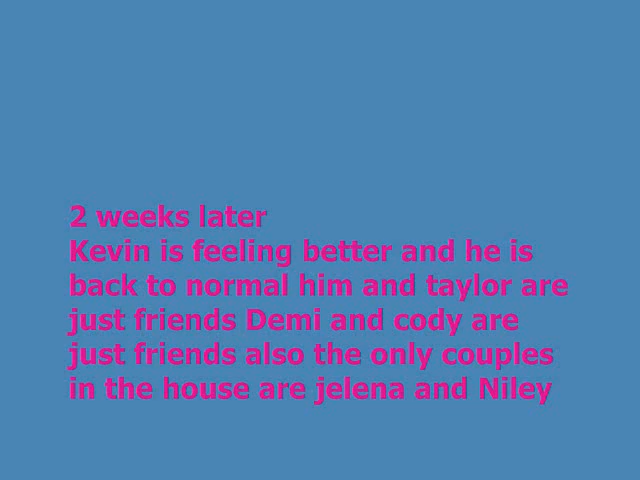 2 weeks later
Kevin is feeling better and he is
back to normal him and taylor are
just friends Demi and cody are
just friends also the only couples
in the house are jelena and Niley